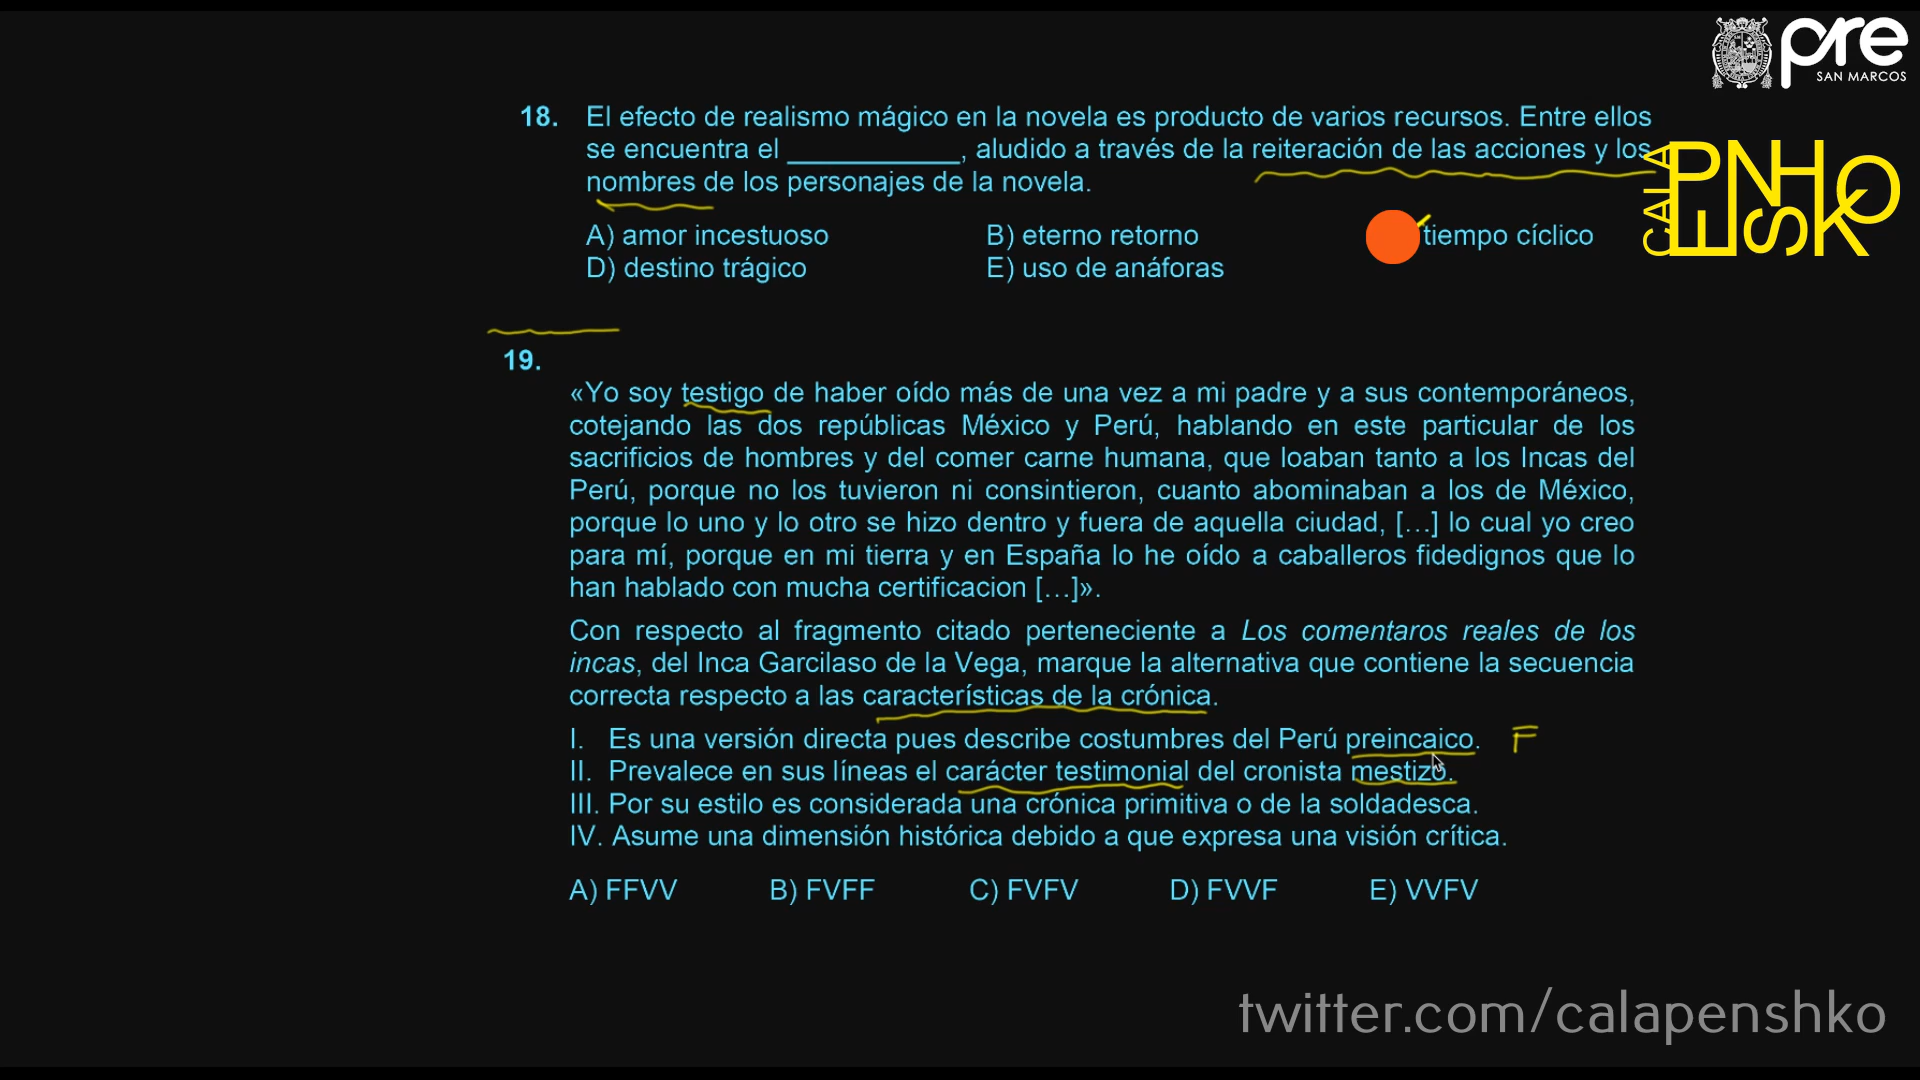 pre
SAN MARCOS
18. El efecto de realismo mágico en la novela es producto de varios recursos. Entre ellos
se encuentra el ____________, aludido a través de la reiteración de las acciones y los
nombres de los personajes de la novela.
CALA
PENSHKO
A) amor incestuoso B) eterno retorno tiempo cíclico
D) destino trágico E) uso de anáforas
19.
«Yo soy testigo de haber oído más de una vez a mi padre y a sus contemporáneos,
cotejando las dos repúblicas México y Perú, hablando en este particular de los
sacrificios de hombres y del comer carne humana, que loaban tanto a los Incas del
Perú, porque no los tuvieron ni consintieron, cuanto abominaban a los de México,
porque lo uno y lo otro se hizo dentro y fuera de aquella ciudad, […] lo cual yo creo
para mí, porque en mi tierra y en España lo he oído a caballeros fidedignos que lo
han hablado con mucha certificacion […]».
Con respecto al fragmento citado perteneciente a Los comentaros reales de los
incas, del Inca Garcilaso de la Vega, marque la alternativa que contiene la secuencia
correcta respecto a las características de la crónica.
I. Es una versión directa pues describe costumbres del Perú preincaico. F
II. Prevalece en sus líneas el carácter testimonial del cronista mestizo.
III. Por su estilo es considerada una crónica primitiva o de la soldadesca.
IV. Asume una dimensión histórica debido a que expresa una visión crítica.
A) FFVV B) FVFF C) FVFV D) FVVF E) VVFV
twitter.com/calapenshko